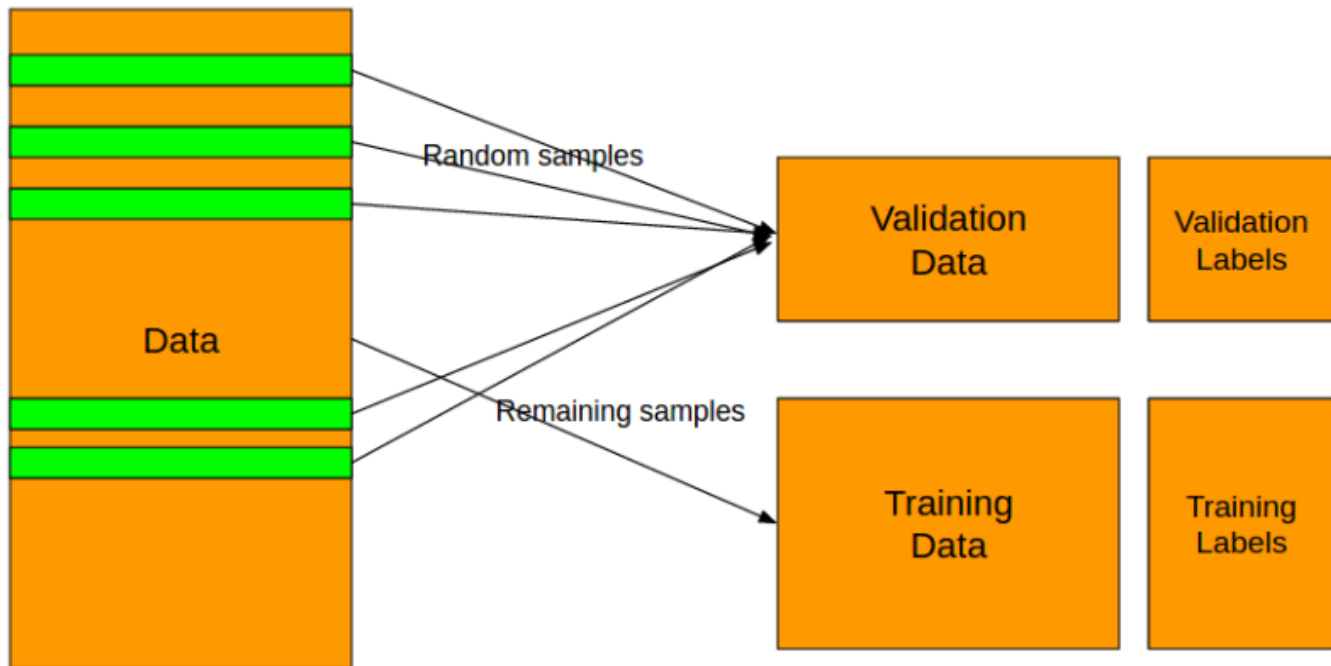 Random samples
Validation
Data
Validation
Labels
Data
Remaining samples
Training
Data
Training
Labels